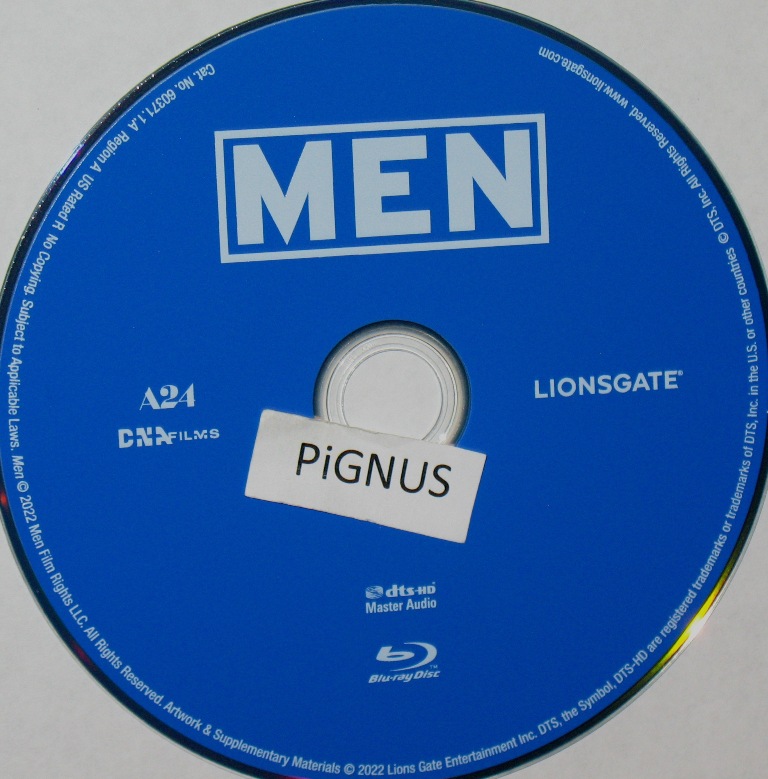 MEN
A24
DNA FILMS
LIONSGATE®
PiGNUS
dts-HD®
Master Audio
Blu-ray Disc™
Cat. No. 60371.1.A Region A US Rated R No Copying. Subject to Applicable Laws. Men © 2022 Men Film Rights LLC. All Rights Reserved. Artwork & Supplementary Materials © 2022 Lions Gate Entertainment Inc. DTS, the Symbol, DTS-HD are registered trademarks or trademarks of DTS, Inc. in the U.S. or other countries © DTS, Inc. All Rights Reserved. www.lionsgate.com